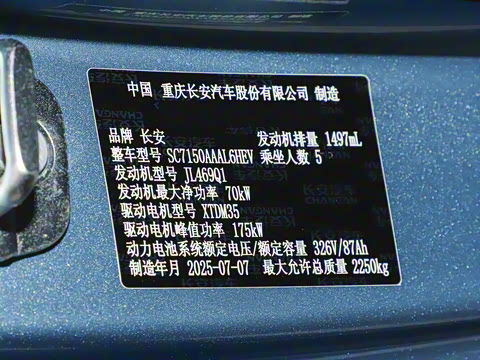 中国 重庆长安汽车股份有限公司 制造
品牌 长安 发动机排量 1497mL
整车型号 SC7150AAAL6HEV 乘坐人数 5
发动机型号 JL469Q1
发动机最大净功率 70kW
驱动电机型号 XTDM35
驱动电机峰值功率 175kW
动力电池系统额定电压/额定容量 326V/87Ah
制造年月 2025-07-07 最大允许总质量 2250kg